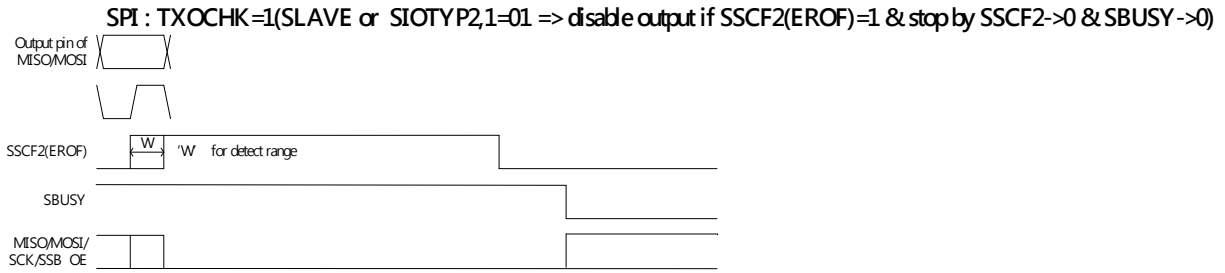 SPI : TXOCHK=1(SLAVE or SIOTYP2,1=01 => disable output if SSCF2(EROF)=1 & stop by SSCF2->0 & SBUSY->0)
Output pin of
MISO/MOSI
SSCF2(EROF)
W
'W' for detect range
SBUSY
MISO/MOSI/
SCK/SSB OE